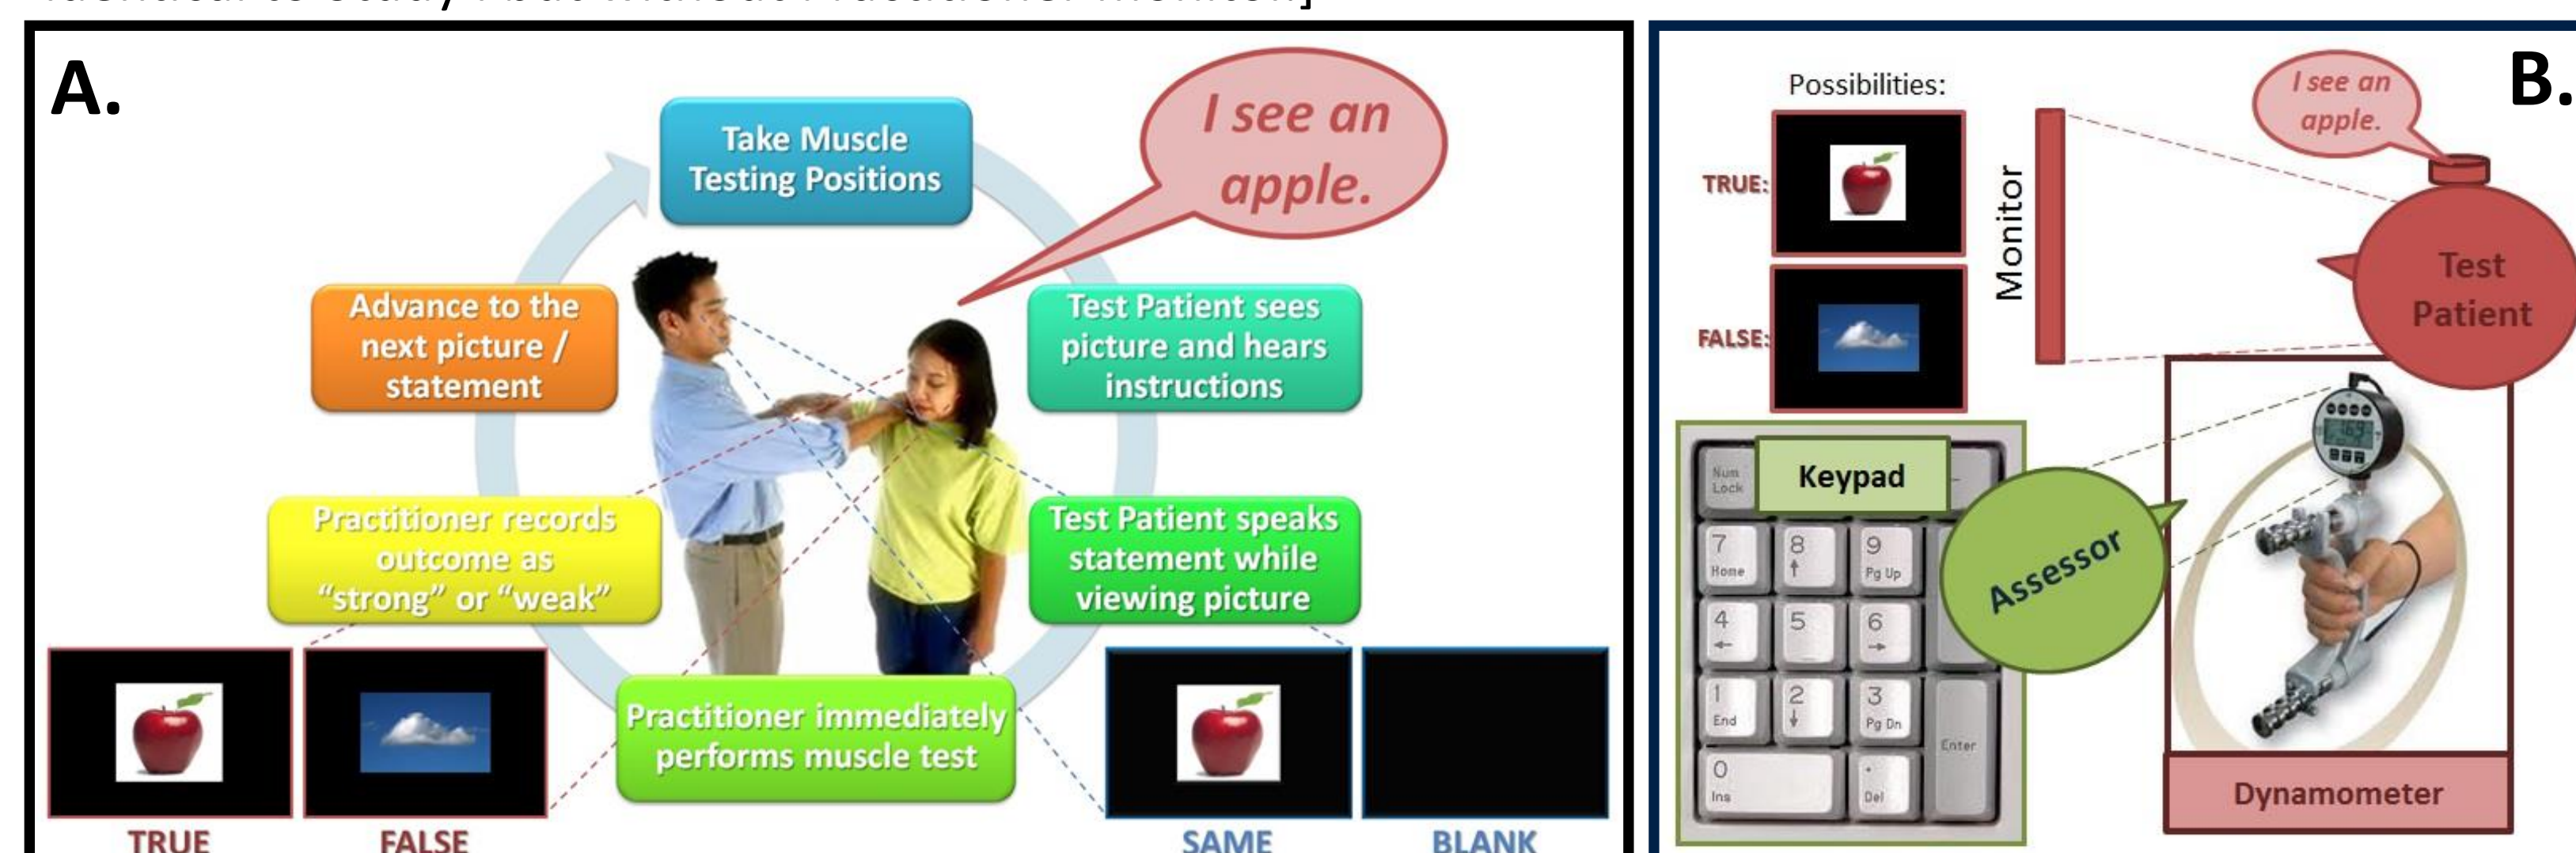 A.
Take Muscle
Testing Positions
I see an
apple.
Advance to the
next picture /
statement
Test Patient sees
picture and hears
instructions
Practitioner records
outcome as
“strong” or “weak”
Test Patient speaks
statement while
viewing picture
Practitioner immediately
performs muscle test
TRUE
FALSE
SAME
BLANK
B.
Possibilities:
TRUE:
FALSE:
Monitor
I see an
apple.
Test
Patient
Keypad
Num
Lock
-
7
Home
8
9
Pg Up
4
5
6
1
End
2
3
Pg Dn
Enter
0
Ins
.
Del
Assessor
Dynamometer